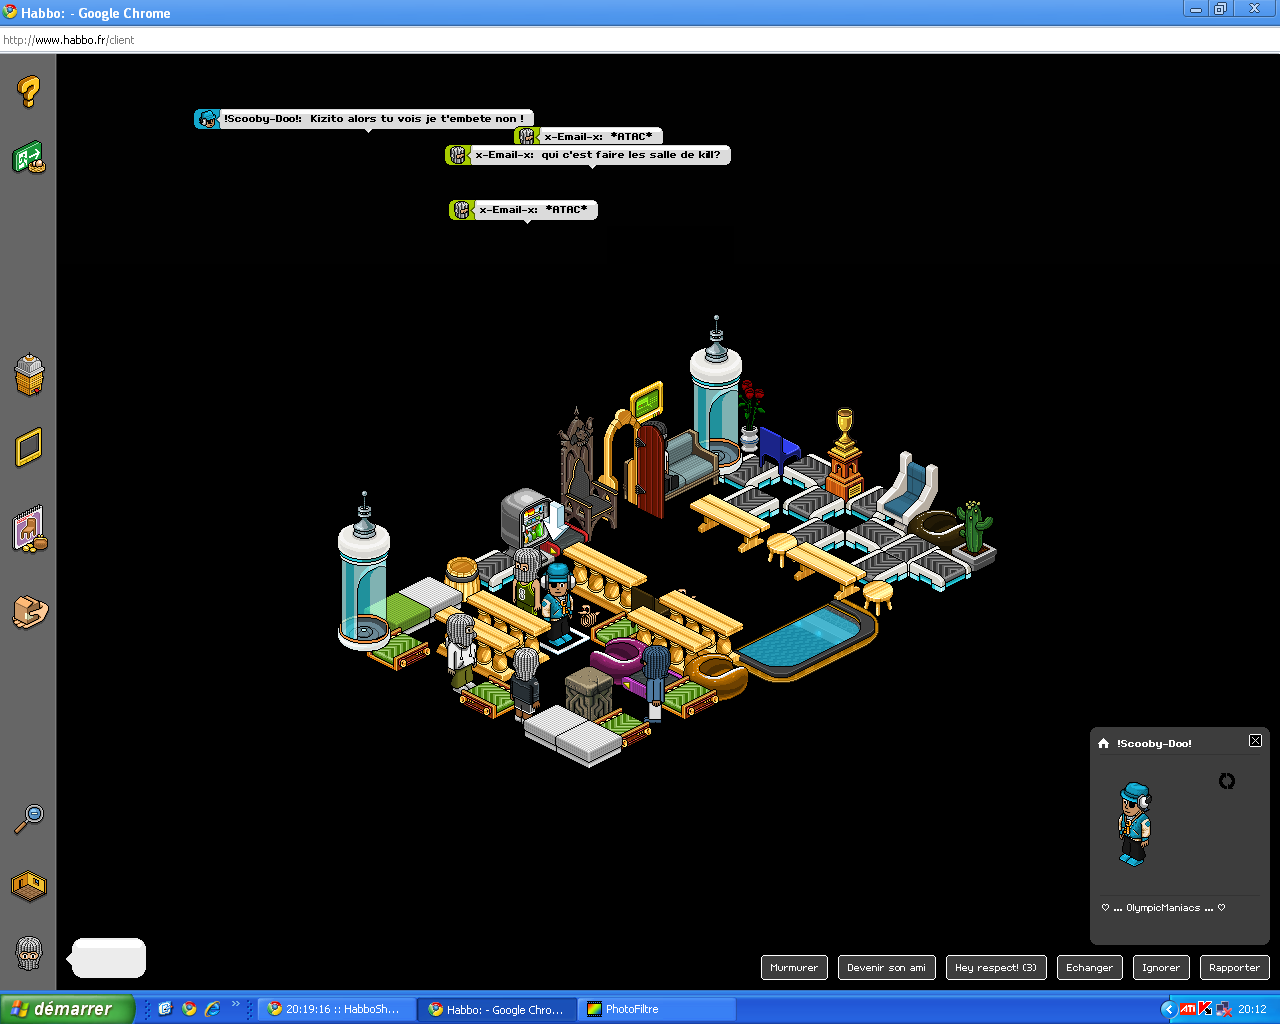 Habbo: - Google Chrome
http://www.habbo.fr/client
!Scooby-Doo!: Kizito alors tu vois je t'embete non !
x-Email-x: *ATAC*
x-Email-x: qui c'est faire les salle de kill?
x-Email-x: *ATAC*
!Scooby-Doo!
♡ ... OlympicManiacs ... ♡
Murmurer
Devenir son ami
Hey respect! (3)
Echanger
Ignorer
Rapporter
démarrer
20:19:16 :: HabboSh...
Habbo: - Google Chro...
PhotoFiltre
ATI
20:12